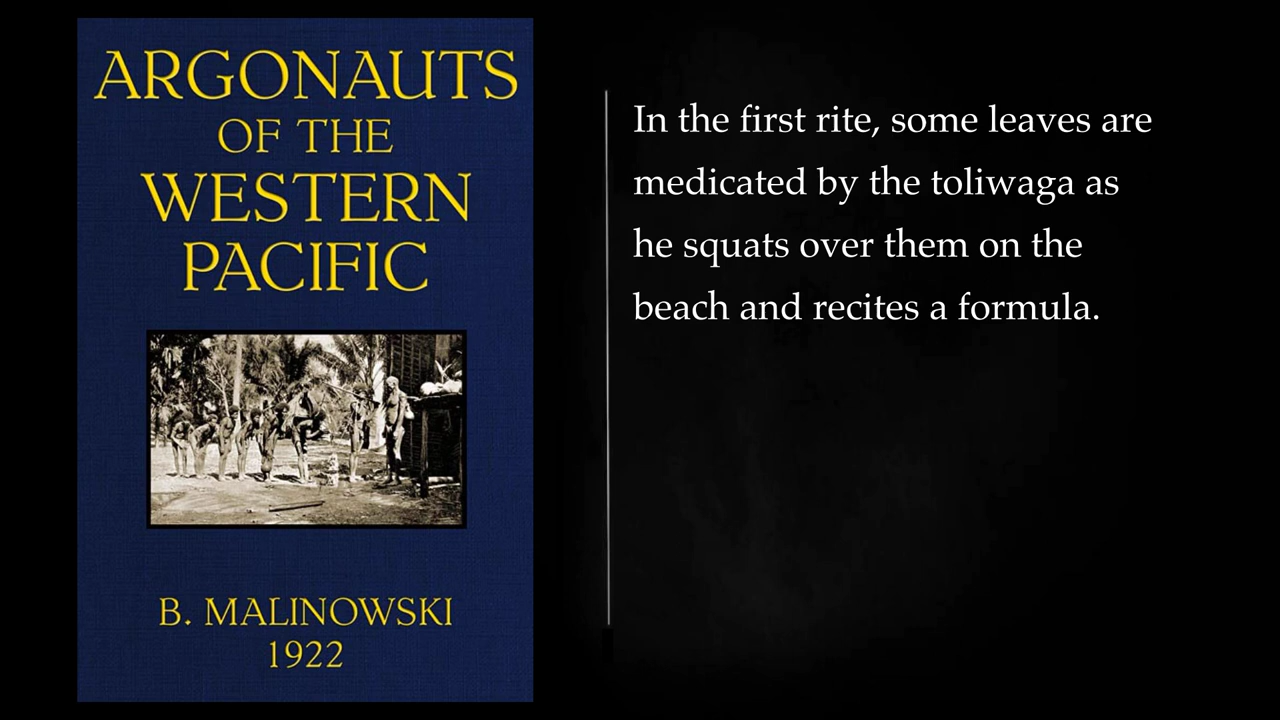 ARGONAUTS
OF THE
WESTERN
PACIFIC
B. MALINOWSKI
1922
In the first rite, some leaves are
medicated by the toliwaga as
he squats over them on the
beach and recites a formula.